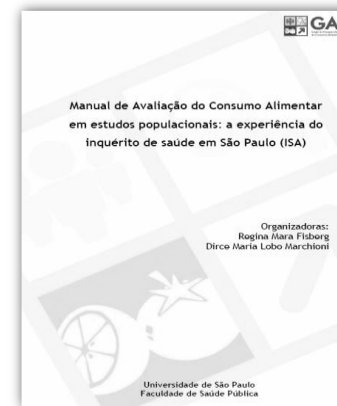 GA
Manual de Avaliação do Consumo Alimentar
em estudos populacionais: a experiência do
inquérito de saúde em São Paulo (ISA)
Organizadoras:
Regina Mara Fisberg
Dirce Maria Lobo Marchioni
Universidade de São Paulo
Faculdade de Saúde Pública